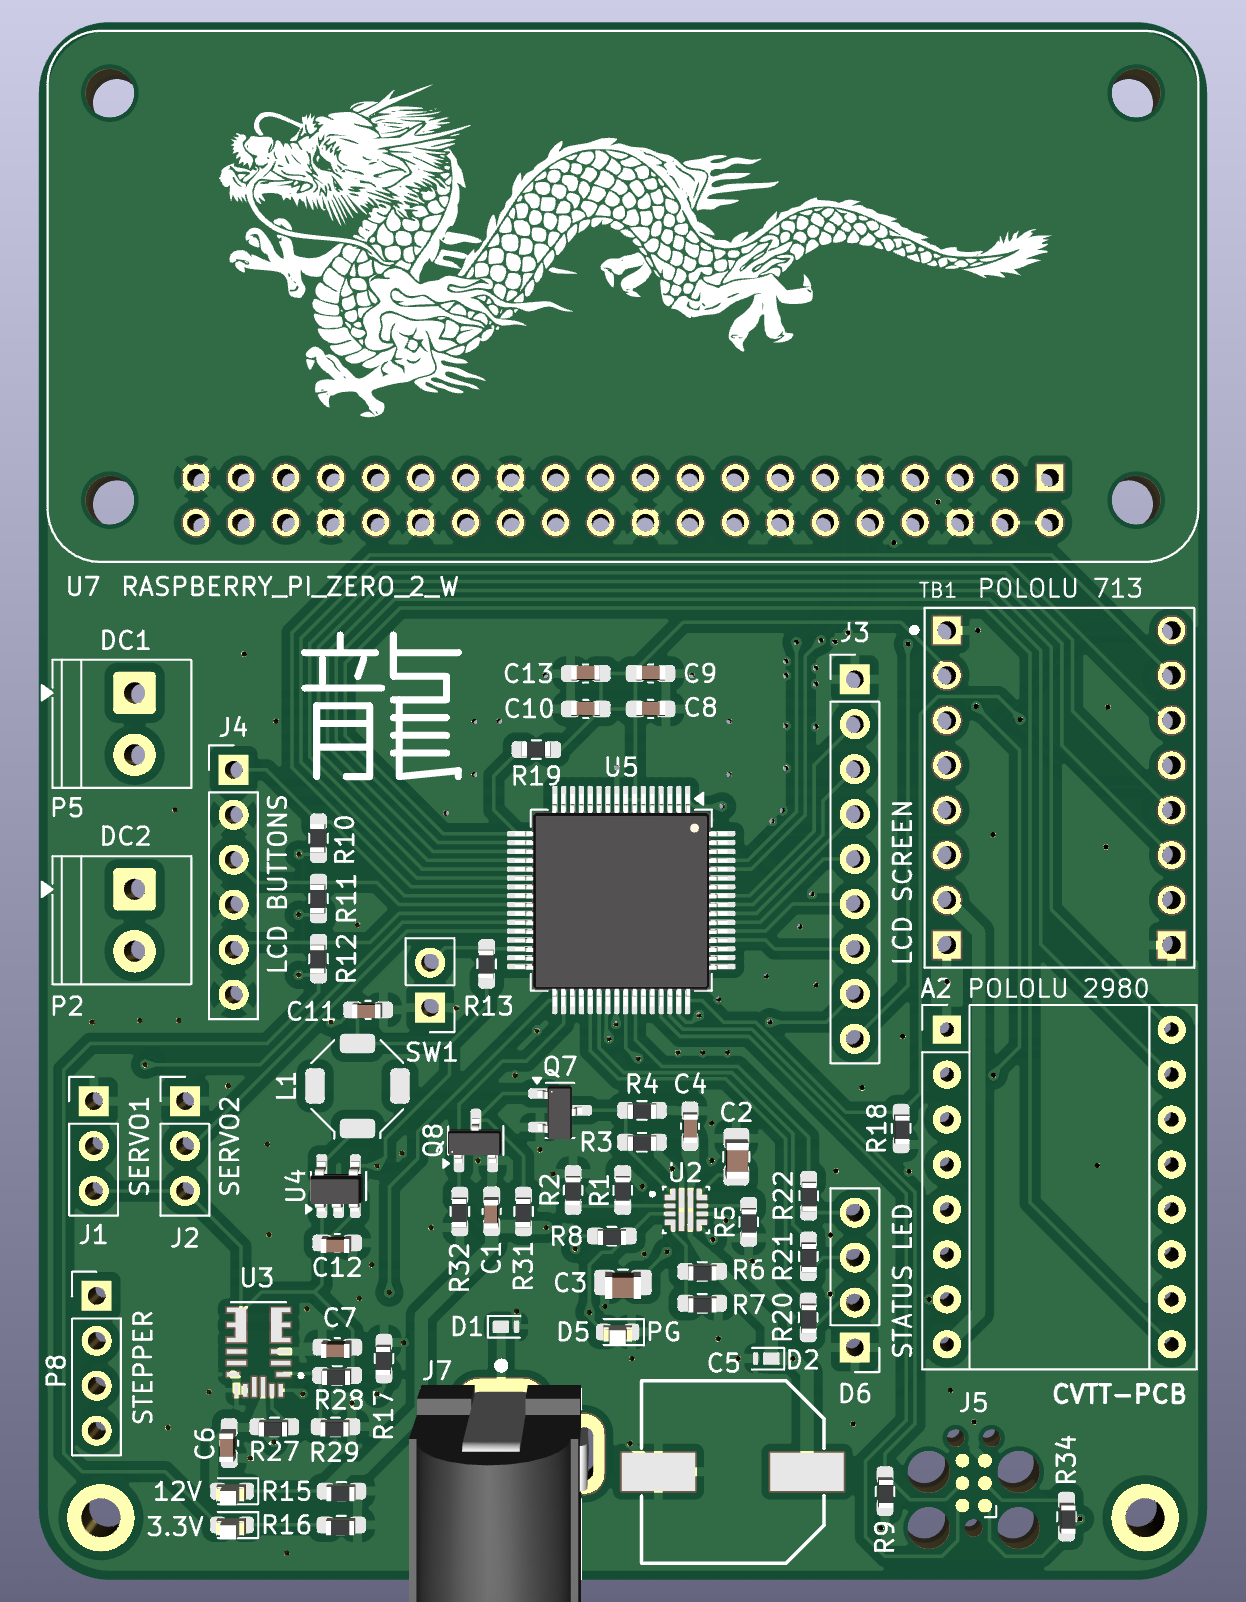 U7 RASPBERRY_PI_ZERO_2_W
TB1 POLOLU 713
DC1
J3
龍
C13
C9
C10
C8
J4
R19
U5
P5
DC2
LCD BUTTONS
R10
R11
R12
LCD SCREEN
P2
C11
R13
A2 POLOLU 2980
SW1
L1
Q7
R4
C4
C2
Q8
R3
R18
SERVO1
SERVO2
U4
R2
R1
U2
R5
R22
J1
J2
R8
R21
STATUS LED
C12
R32
C1
R31
U3
C3
R6
R7
R20
P8
STEPPER
C7
D1
D5
PG
C5
D2
J7
R28
R17
D6
CVTT-PCB
C6
R27
R29
J5
R34
12V
R15
3.3V
R16
R9